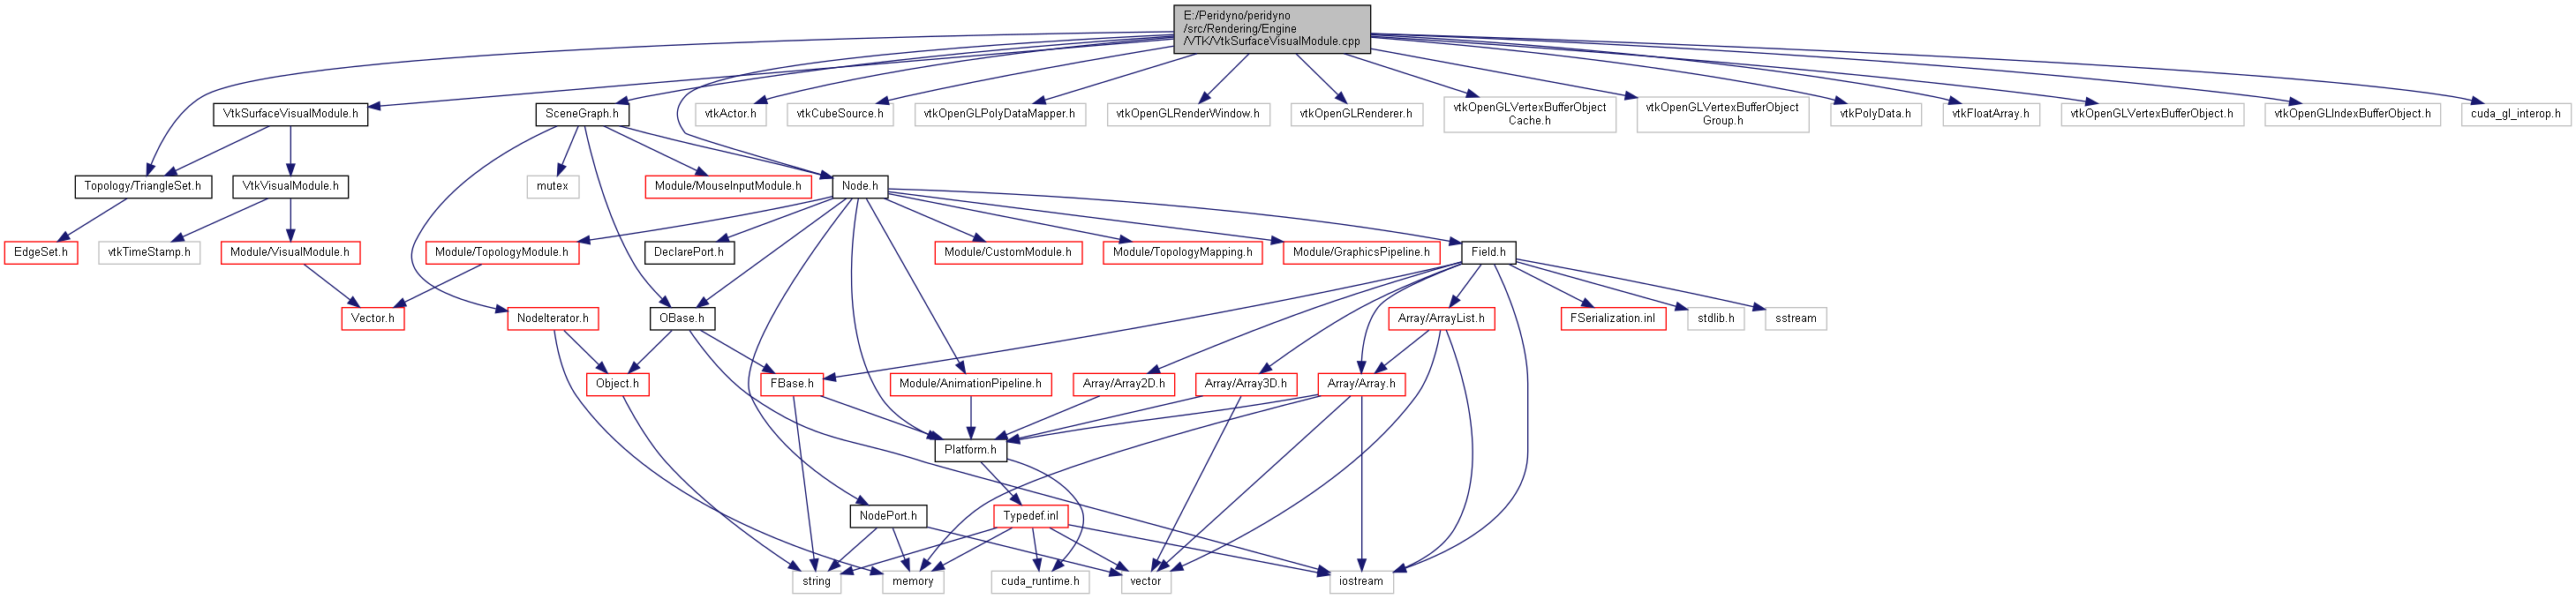 E:/Peridyno/peridyno
/src/Rendering/Engine
/VTK/VtkSurfaceVisualModule.cpp
VtkSurfaceVisualModule.h
SceneGraph.h
vtkActor.h
vtkCubeSource.h
vtkOpenGLPolyDataMapper.h
vtkOpenGLRenderWindow.h
vtkOpenGLRenderer.h
vtkOpenGLVertexBufferObject
Cache.h
vtkOpenGLVertexBufferObject
Group.h
vtkPolyData.h
vtkFloatArray.h
vtkOpenGLVertexBufferObject.h
vtkOpenGLIndexBufferObject.h
cuda_gl_interop.h
Topology/TriangleSet.h
VtkVisualModule.h
mutex
Module/MouseInputModule.h
Node.h
EdgeSet.h
vtkTimeStamp.h
Module/VisualModule.h
Module/TopologyModule.h
DeclarePort.h
Module/CustomModule.h
Module/TopologyMapping.h
Module/GraphicsPipeline.h
Field.h
Vector.h
NodeIterator.h
OBase.h
Array/ArrayList.h
FSerialization.inl
stdlib.h
sstream
Object.h
FBase.h
Module/AnimationPipeline.h
Array/Array2D.h
Array/Array3D.h
Array/Array.h
Platform.h
NodePort.h
Typedef.inl
string
memory
cuda_runtime.h
vector
iostream